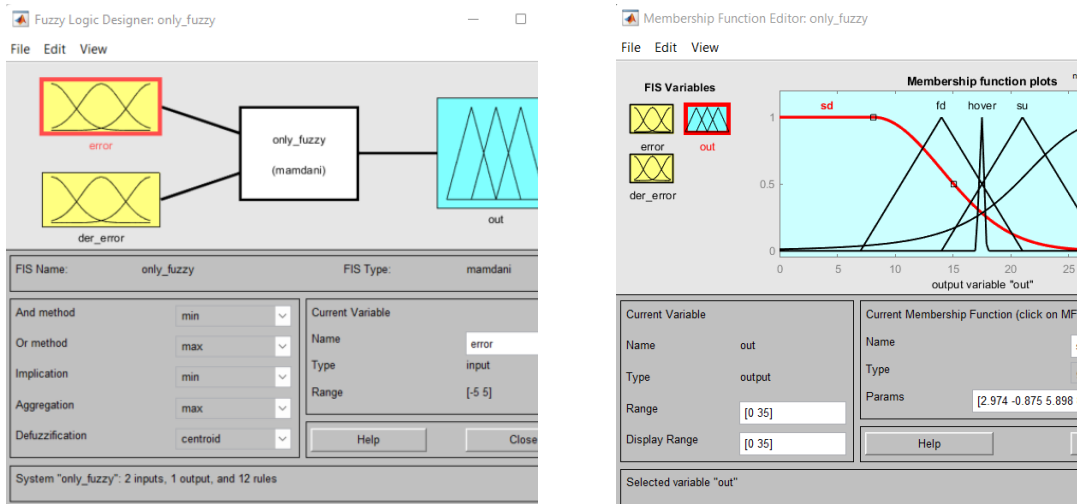 Fuzzy Logic Designer: only_fuzzy
File Edit View
error
der_error
only_fuzzy
(mamdani)
out
FIS Name: only_fuzzy FIS Type: mamdani
And method min
Or method max
Implication min
Aggregation max
Defuzzification centroid
Current Variable
Name error
Type input
Range [-5 5]
Help Close
System "only_fuzzy": 2 inputs, 1 output, and 12 rules
Membership Function Editor: only_fuzzy
File Edit View
FIS Variables
error
out
der_error
Membership function plots
sd fd hover su
1
0.5
0
0 5 10 15 20 25
output variable "out"
Current Variable
Name out
Type output
Range [0 35]
Display Range [0 35]
Current Membership Function (click on MF
Name
Type
Params [2.974 -0.875 5.898
Help
Selected variable "out"